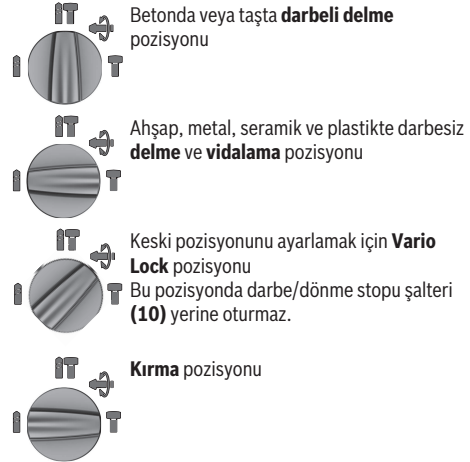 Betonda veya taşta darbeli delme
pozisyonu
Ahşap, metal, seramik ve plastikte darbesiz
delme ve vidalama pozisyonu
Keski pozisyonunu ayarlamak için Vario
Lock pozisyonu
Bu pozisyonda darbe/dönme stopu şalteri
(10) yerine oturmaz.
Kırma pozisyonu